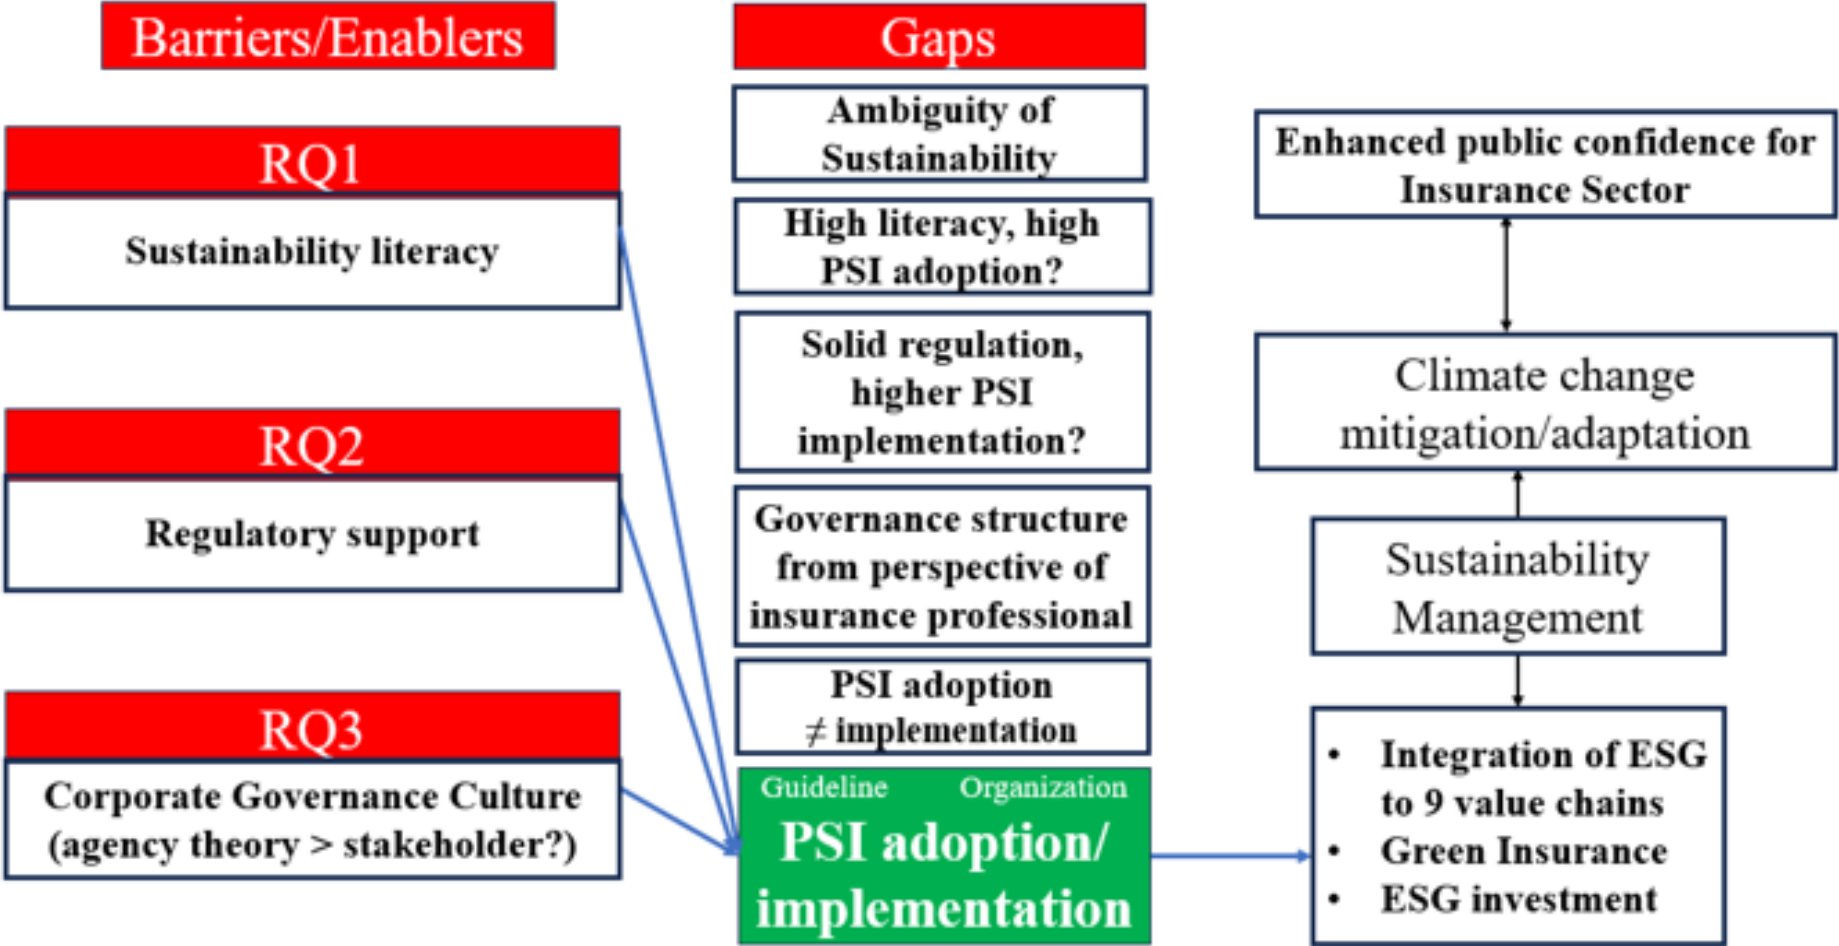 Barriers/Enablers
RQ1
Sustainability literacy
RQ2
Regulatory support
RQ3
Corporate Governance Culture
(agency theory > stakeholder?)
Gaps
Ambiguity of
Sustainability
High literacy, high
PSI adoption?
Solid regulation,
higher PSI
implementation?
Governance structure
from perspective of
insurance professional
PSI adoption
≠ implementation
Guideline Organization
PSI adoption/
implementation
Enhanced public confidence for
Insurance Sector
Climate change
mitigation/adaptation
Sustainability
Management
• Integration of ESG
to 9 value chains
• Green Insurance
• ESG investment